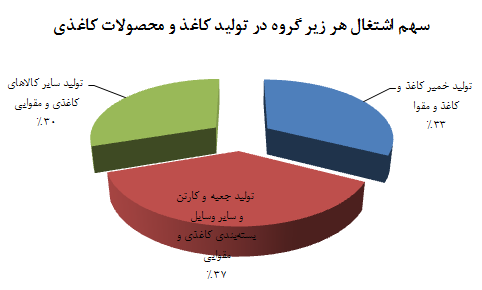 سهم اشتغال هر زیر گروه در تولید کاغذ و محصولات کاغذی
تولید خمیر کاغذ و
کاغذ و مقوا
٪۳۳
تولید سایر کالاهای
کاغذی و مقوایی
٪۳۰
تولید جعبه و کارتن
و سایر وسایل
بسته‌بندی کاغذی و
مقوایی
٪۳۷